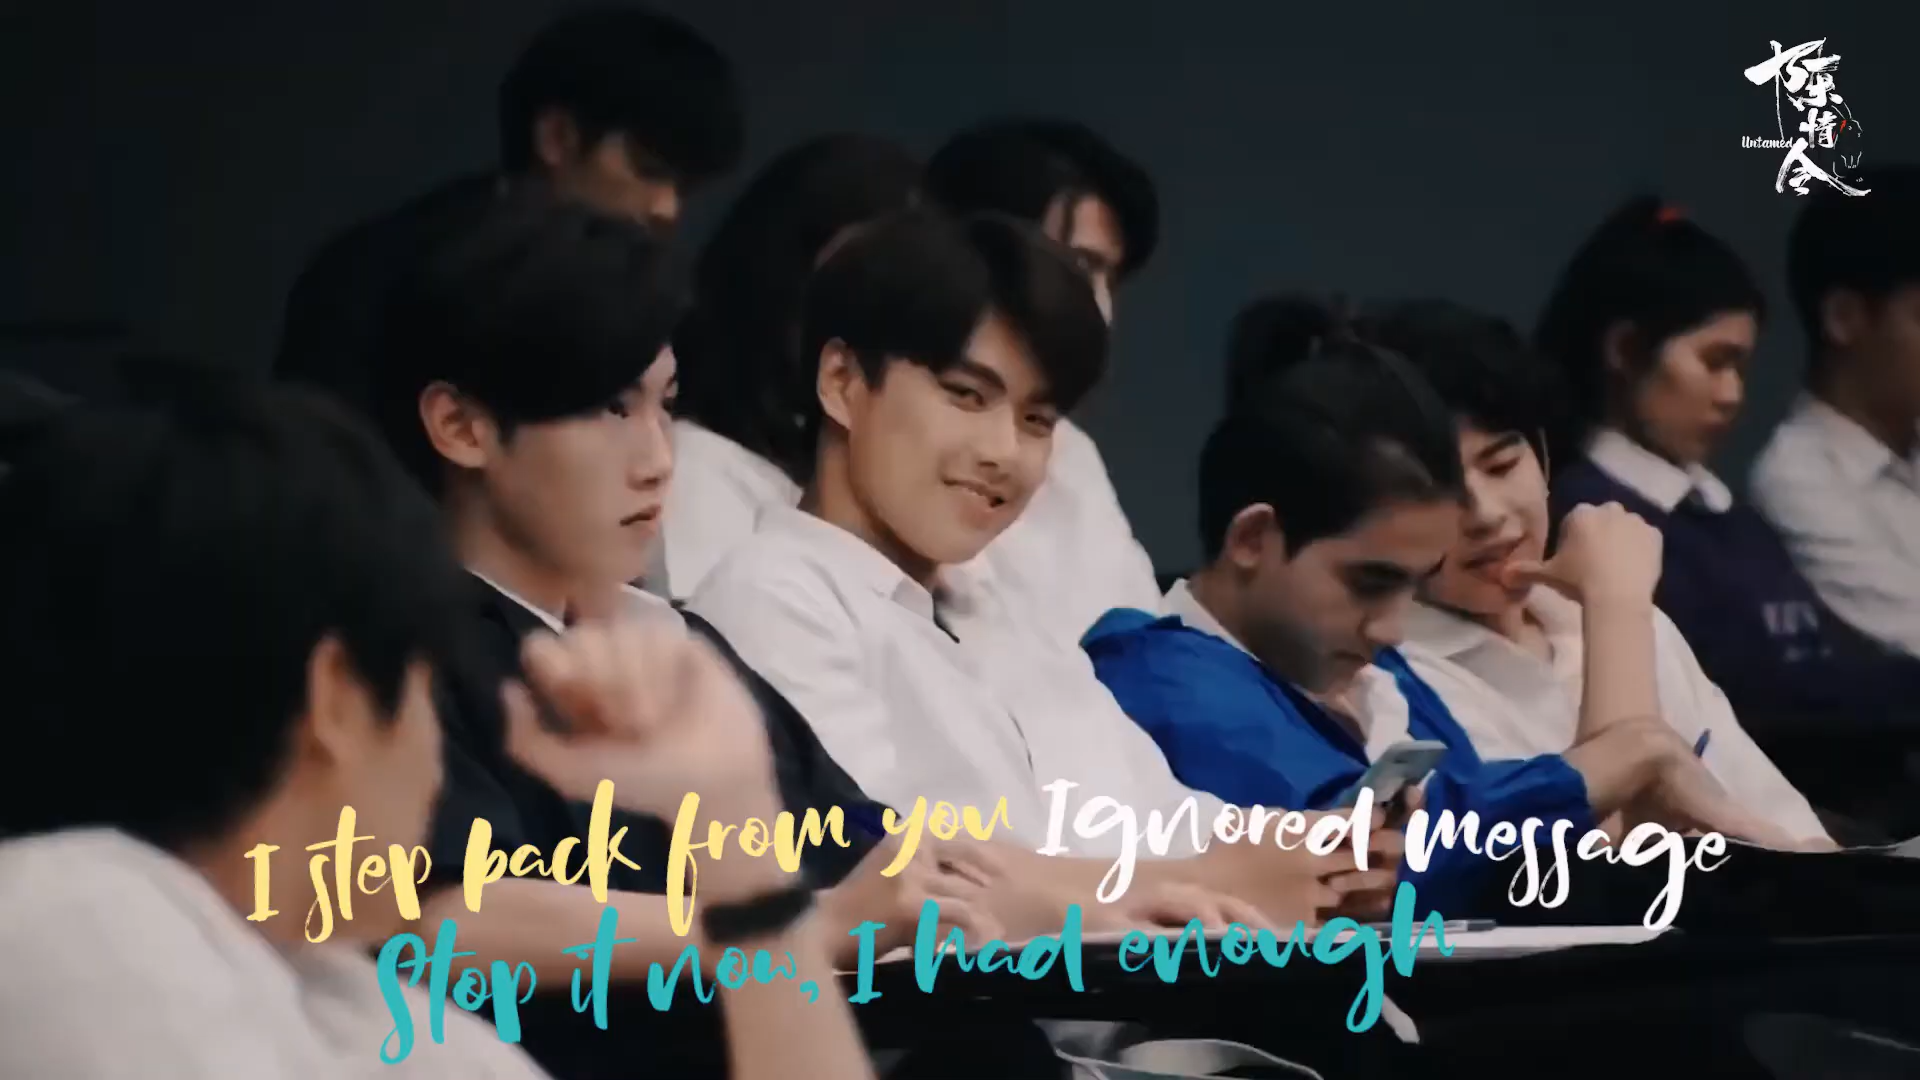 陈情令
Untamed
I step back from you Ignored message
Stop it now, I had enough